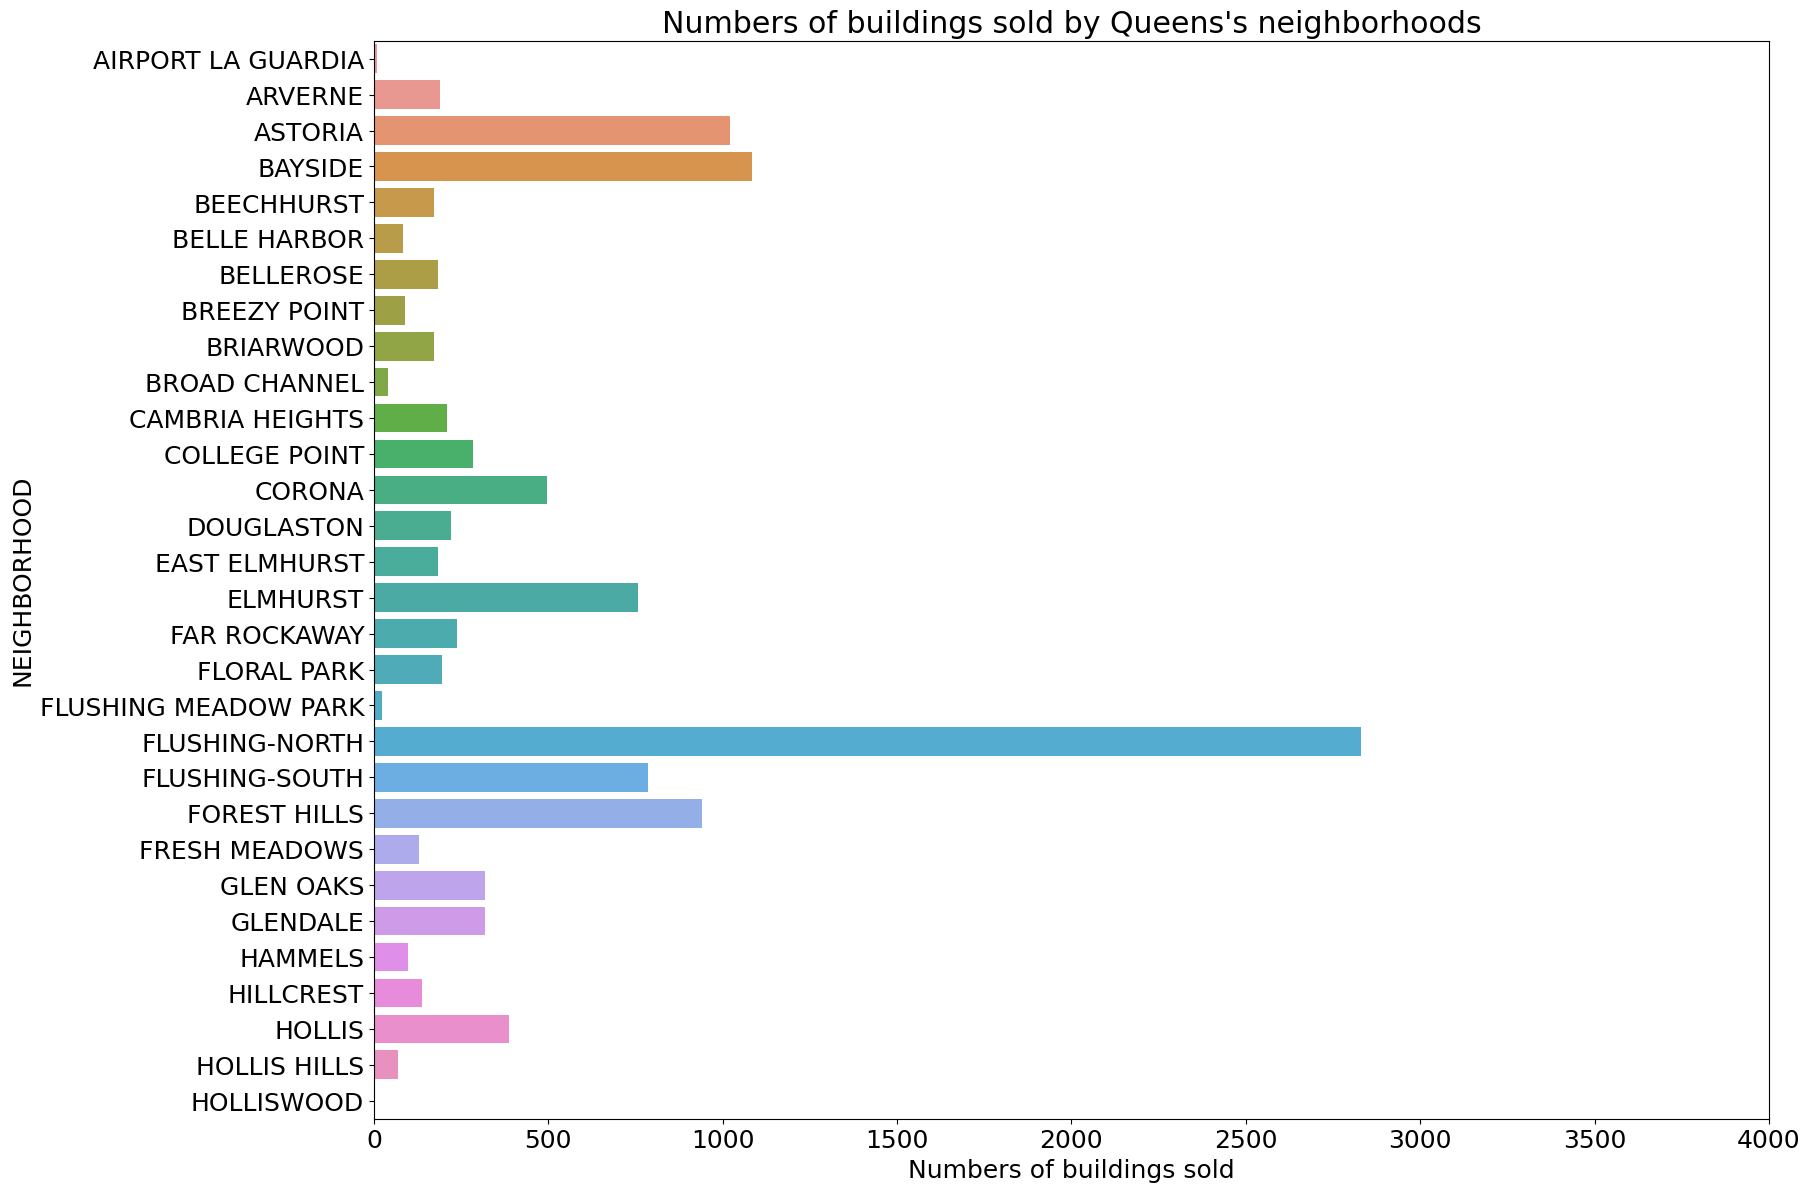 Numbers of buildings sold by Queens's neighborhoods
AIRPORT LA GUARDIA
ARVERNE
ASTORIA
BAYSIDE
BEECHHURST
BELLE HARBOR
BELLEROSE
BREEZY POINT
BRIARWOOD
BROAD CHANNEL
CAMBRIA HEIGHTS
COLLEGE POINT
CORONA
DOUGLASTON
EAST ELMHURST
ELMHURST
FAR ROCKAWAY
FLORAL PARK
FLUSHING MEADOW PARK
FLUSHING-NORTH
FLUSHING-SOUTH
FOREST HILLS
FRESH MEADOWS
GLEN OAKS
GLENDALE
HAMMELS
HILLCREST
HOLLIS
HOLLIS HILLS
HOLLISWOOD
NEIGHBORHOOD
0 500 1000 1500 2000 2500 3000 3500 4000
Numbers of buildings sold